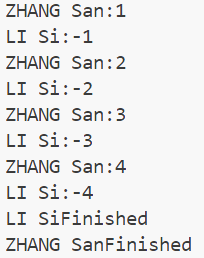 ZHANG San:1
LI Si:-1
ZHANG San:2
LI Si:-2
ZHANG San:3
LI Si:-3
ZHANG San:4
LI Si:-4
LI SiFinished
ZHANG SanFinished